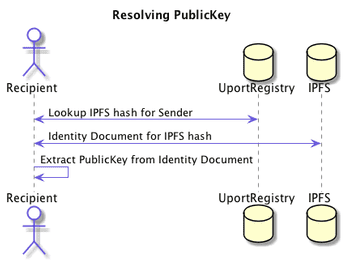 Resolving PublicKey
Recipient UportRegistry IPFS
Lookup IPFS hash for Sender
Identity Document for IPFS hash
Extract PublicKey from Identity Document
Recipient UportRegistry IPFS